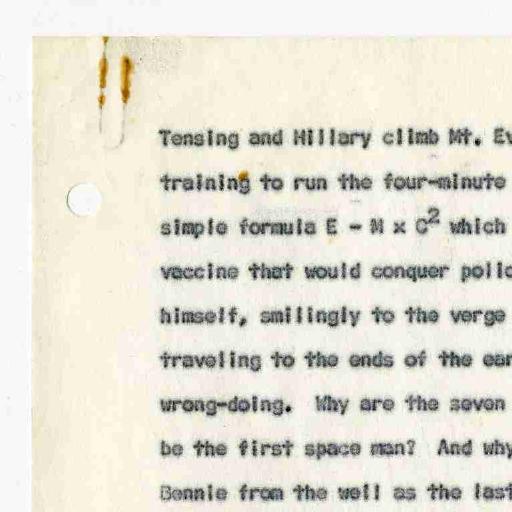 Tensing and Hillary climb Mt. Ev
training to run the four-minute
simple formula E - M x C² which
vaccine that would conquer polio
himself, smilingly to the verge
traveling to the ends of the ear
wrong-doing.  Why are the seven
be the first space man?  And why
Bennie from the well as the last